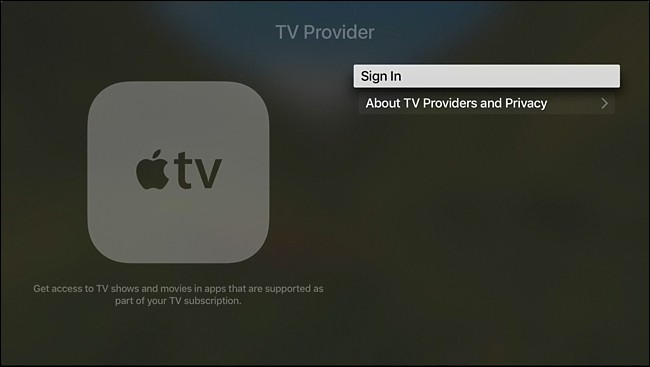 TV Provider
Sign In
About TV Providers and Privacy
tv
Get access to TV shows and movies in apps that are supported as
part of your TV subscription.